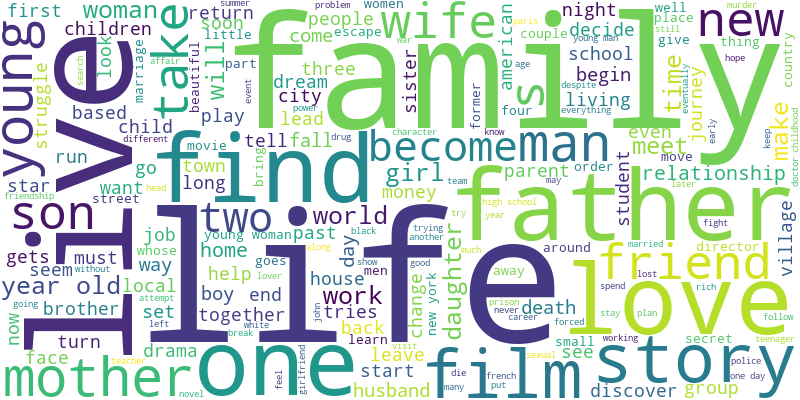 life
family
live
father
love
find
one
story
film
mother
friend
son
new
man
become
wife
take
young
two
will
woman
children
first
look
marriage
beautiful
return
summer
soon
little
part
problem
people
come
escape
three
dream
city
lead
women
couple
sister
american
former
night
decide
school
begin
living
four
paris
still
young man
age
despite
everything
well
place
give
thing
time
journey
murder
hope
country
make
even
meet
early
keep
doctor
childhood
struggle
based
child
different
run
star
friendship
want
street
go
town
long
movie
affair
event
search
power
war
play
tell
fall
drug
bring
character
know
girl
team
money
parent
order
may
high school
year
try
relationship
student
move
later
village
fight
director
married
lost
around
away
daughter
change
new york
death
never
prison
career
forced
small
see
secret
spend
stay
plan
rich
working
follow
teenager
police
one day
group
discover
sexual
put
french
many
die
leave
husband
back
tries
work
world
past
day
house
men
home
help
boy
end
together
young woman
whose
goes
lover
john
along
black
show
good
trying
another
much
visit
learn
start
girlfriend
feel
break
white
left
set
drama
attempt
local
way
job
must
without
seem
gets
year old
brother
now
going
turn
face
teacher
novel
head